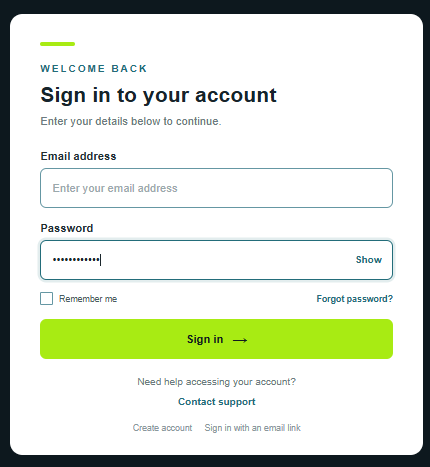 WELCOME BACK
Sign in to your account
Enter your details below to continue.
Email address
Enter your email address
Password
••••••••••••
Show
Remember me
Forgot password?
Sign in →
Need help accessing your account?
Contact support
Create account Sign in with an email link